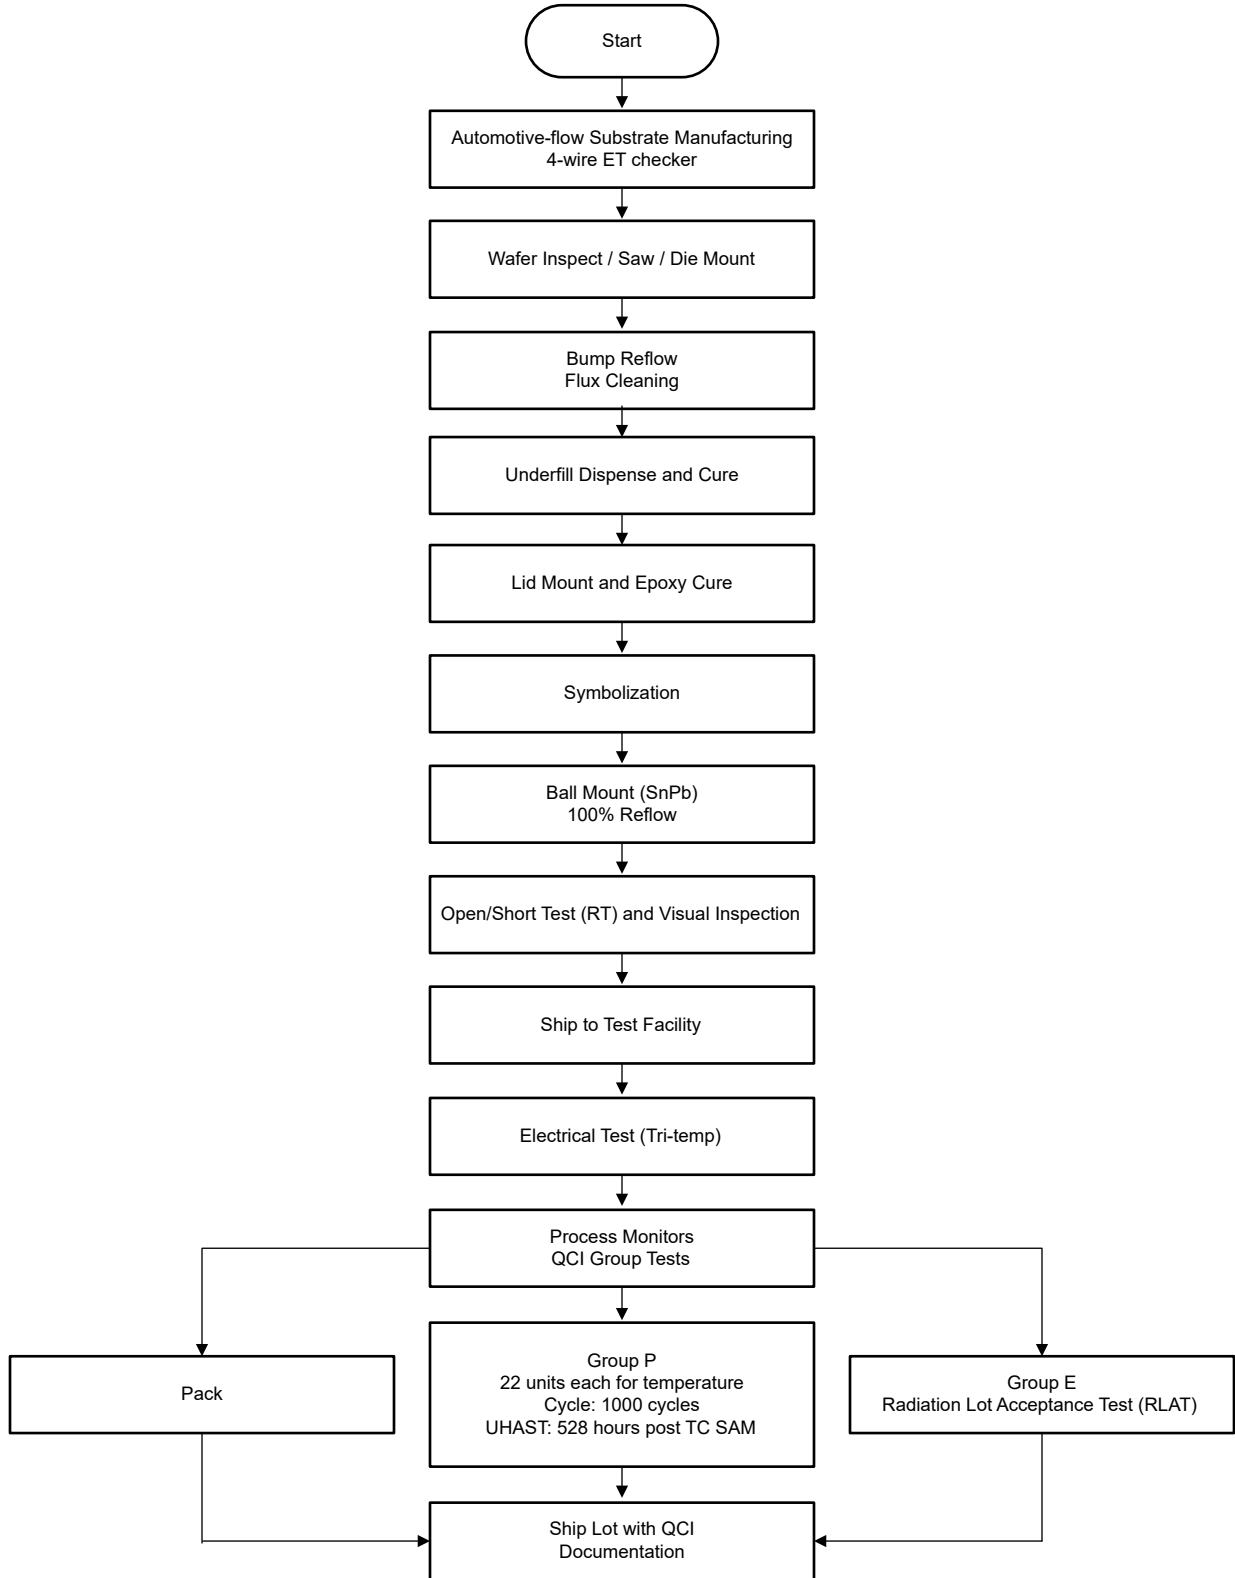 Start
Automotive-flow Substrate Manufacturing
4-wire ET checker
Wafer Inspect / Saw / Die Mount
Bump Reflow
Flux Cleaning
Underfill Dispense and Cure
Lid Mount and Epoxy Cure
Symbolization
Ball Mount (SnPb)
100% Reflow
Open/Short Test (RT) and Visual Inspection
Ship to Test Facility
Electrical Test (Tri-temp)
Process Monitors
QCI Group Tests
Pack
Group P
22 units each for temperature
Cycle: 1000 cycles
UHAST: 528 hours post TC SAM
Group E
Radiation Lot Acceptance Test (RLAT)
Ship Lot with QCI
Documentation